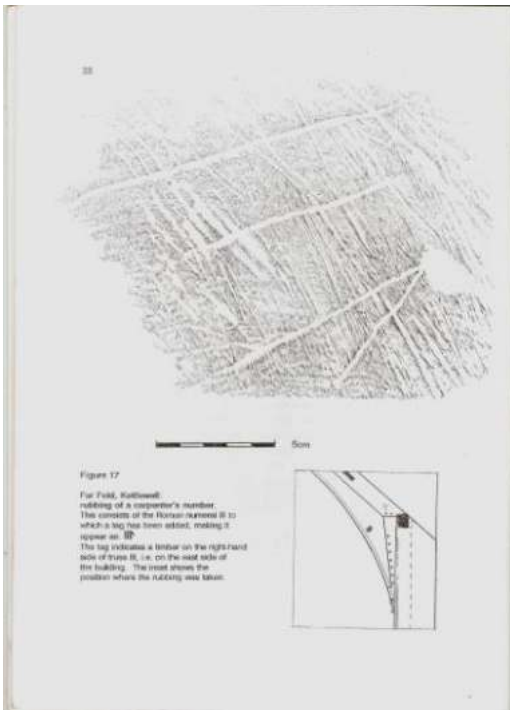 5cm
Figure 17
Far Fold, Kettlewell:
rubbing of a carpenter's number.
This consists of the Roman numeral III to
which a tag has been added, making it
appear as
The tag indicates a timber on the right-hand
side of truss III, i.e. on the east side of
the building. The inset shows the
position where the rubbing was taken.